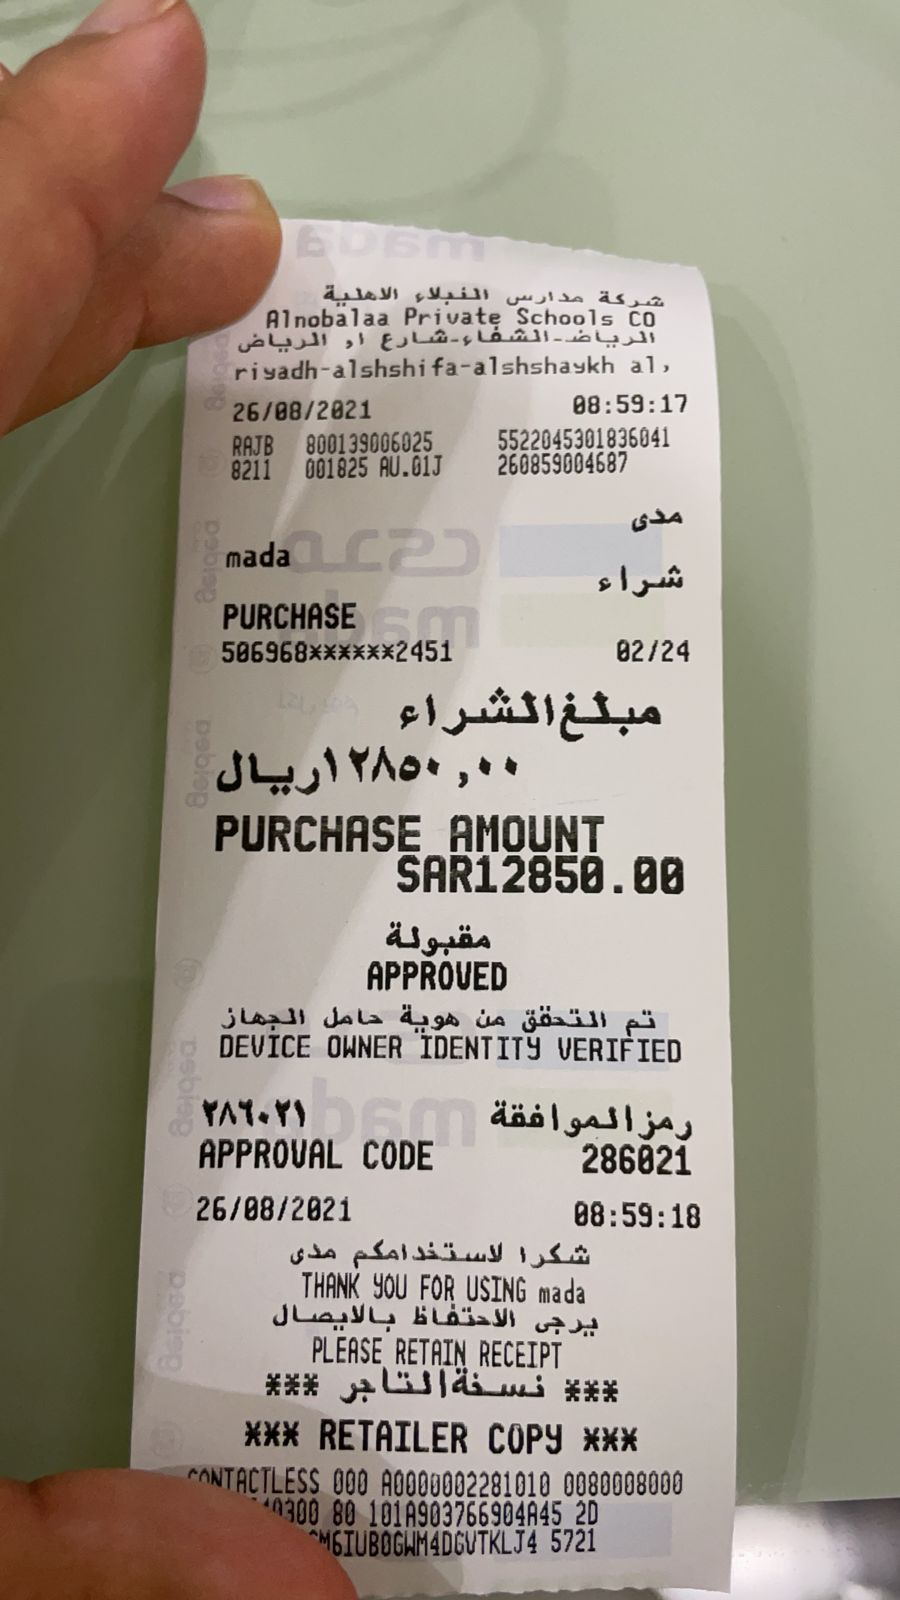 شركة مدارس النبلاء الاهلية
Alnobalaa Private Schools CO
الرياض-الشفاء-شارع ا, الرياض
riyadh-alshshifa-alshshaykh al,
26/08/2021 08:59:17
RAJB 800139006025 5522045301836041
8211 001825 AU.01J 260859004687
مدى
mada
شراء
PURCHASE
506968******2451 02/24
مبلغ الشراء
١٢٨٥٠,٠٠ ريال
PURCHASE AMOUNT
SAR12850.00
مقبولة
APPROVED
تم التحقق من هوية حامل الجهاز
DEVICE OWNER IDENTITY VERIFIED
رمز الموافقة ٢٨٦٠٢١
APPROVAL CODE 286021
26/08/2021 08:59:18
شكرا لاستخدامكم مدى
THANK YOU FOR USING mada
يرجى الاحتفاظ بالايصال
PLEASE RETAIN RECEIPT
*** نسخة التاجر ***
*** RETAILER COPY ***
CONTACTLESS 000 A0000002281010 0080008000
80 101A903766904A45 2D
5721